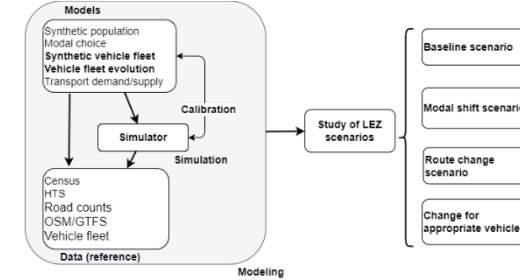 Models
Synthetic population
Modal choice
Synthetic vehicle fleet
Vehicle fleet evolution
Transport demand/supply
Calibration
Simulator
Simulation
Census
HTS
Road counts
OSM/GTFS
Vehicle fleet
Data (reference)
Modeling
Study of LEZ
scenarios
Baseline scenario
Modal shift scenario
Route change
scenario
Change for
appropriate vehicle